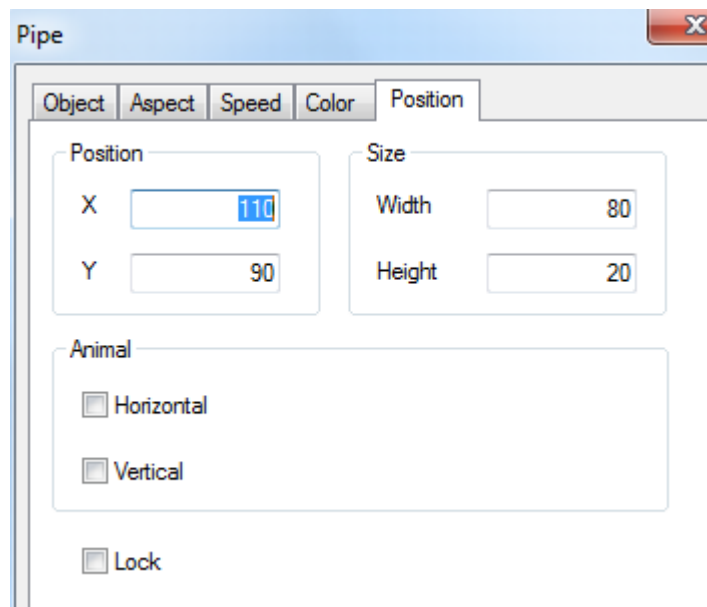 Pipe
Object Aspect Speed Color Position
Position
X 110
Y 90
Size
Width 80
Height 20
Animal
Horizontal
Vertical
Lock